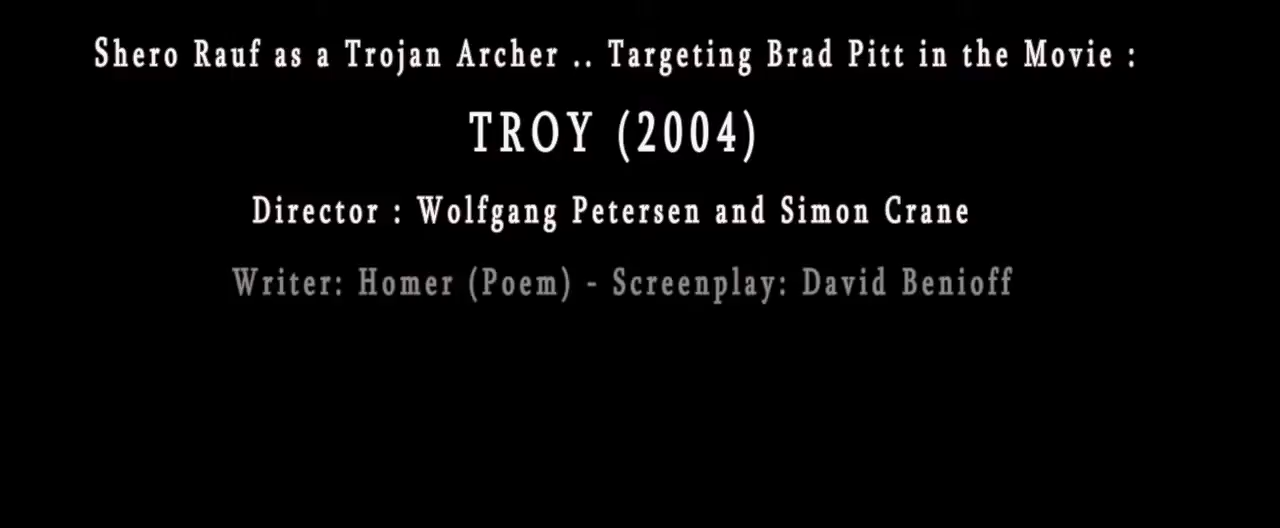 Shero Rauf as a Trojan Archer .. Targeting Brad Pitt in the Movie :
TROY (2004)
Director : Wolfgang Petersen and Simon Crane
Writer: Homer (Poem) - Screenplay: David Benioff